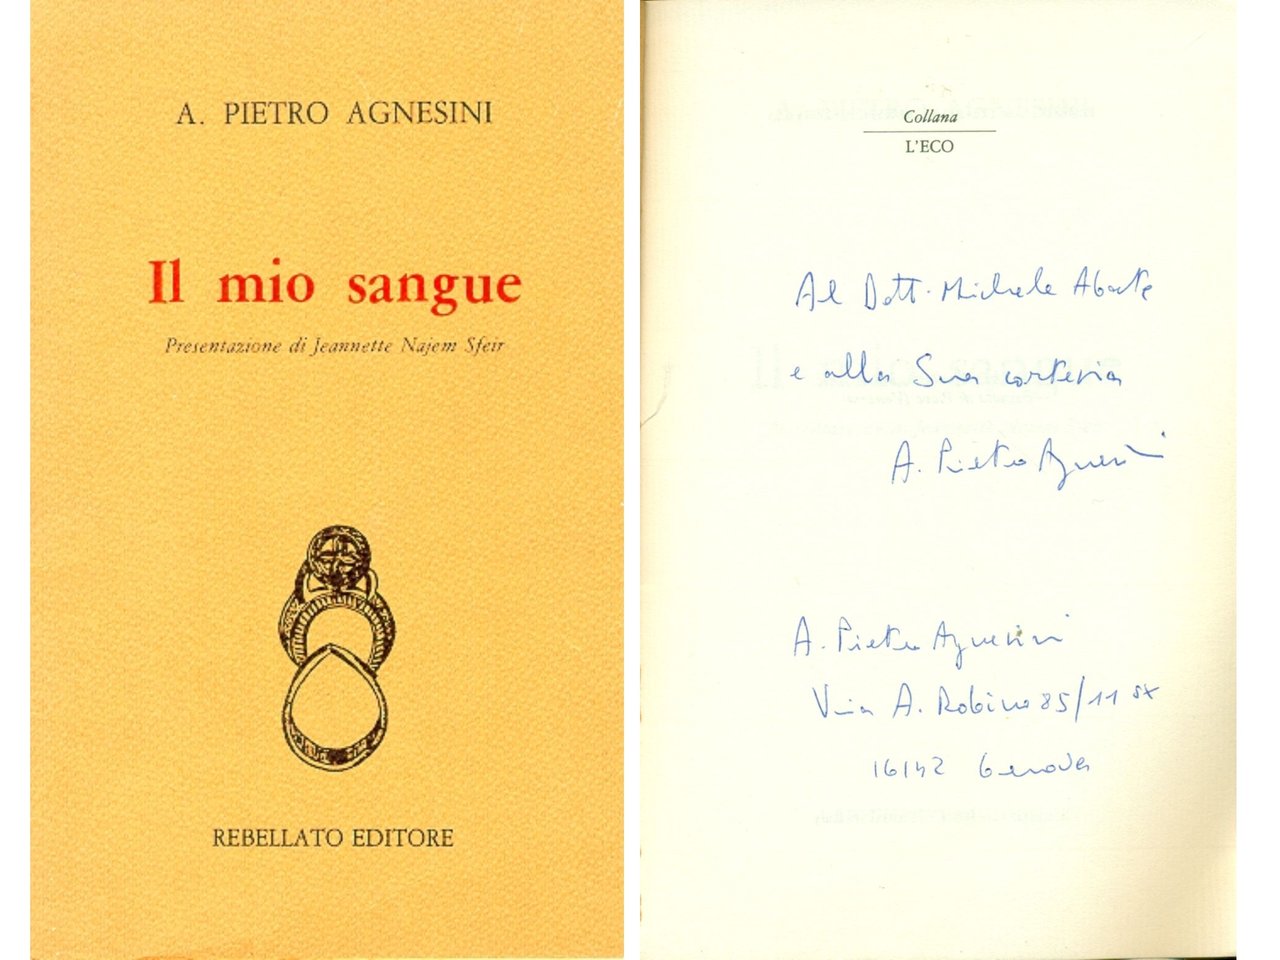 A. PIETRO AGNESINI
Il mio sangue
Presentazione di Jeannette Najem Sfeir
REBELLATO EDITORE
Collana
L'ECO
Al Dott. Michele Abate
e alla Sua cortesia
A. Pietro Agnesini
A. Pietro Agnesini
Via A. Robino 85/11 sx
16142 Genova